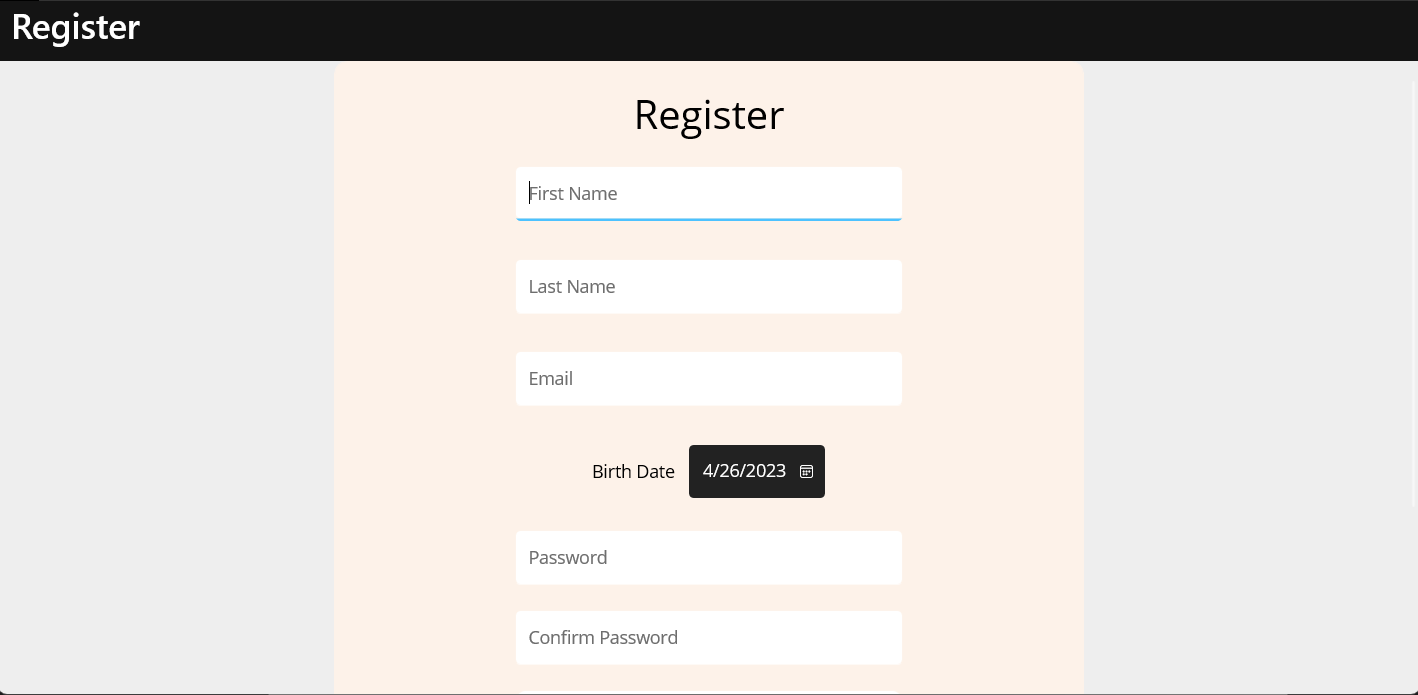 Register
Register
First Name
Last Name
Email
Birth Date 4/26/2023
Password
Confirm Password